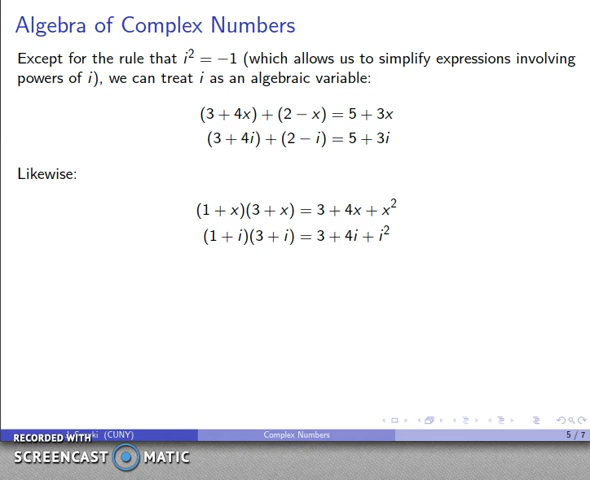 Algebra of Complex Numbers
Except for the rule that i² = −1 (which allows us to simplify expressions involving
powers of i), we can treat i as an algebraic variable:
(3 + 4x) + (2 − x) = 5 + 3x
(3 + 4i) + (2 − i) = 5 + 3i
Likewise:
(1 + x)(3 + x) = 3 + 4x + x²
(1 + i)(3 + i) = 3 + 4i + i²
(CUNY) Complex Numbers 5 / 7
RECORDED WITH
SCREENCAST MATIC